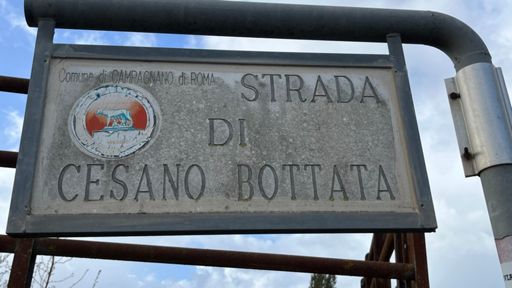 Comune di CAMPAGNANO di ROMA
STRADA
DI
CESANO BOTTATA